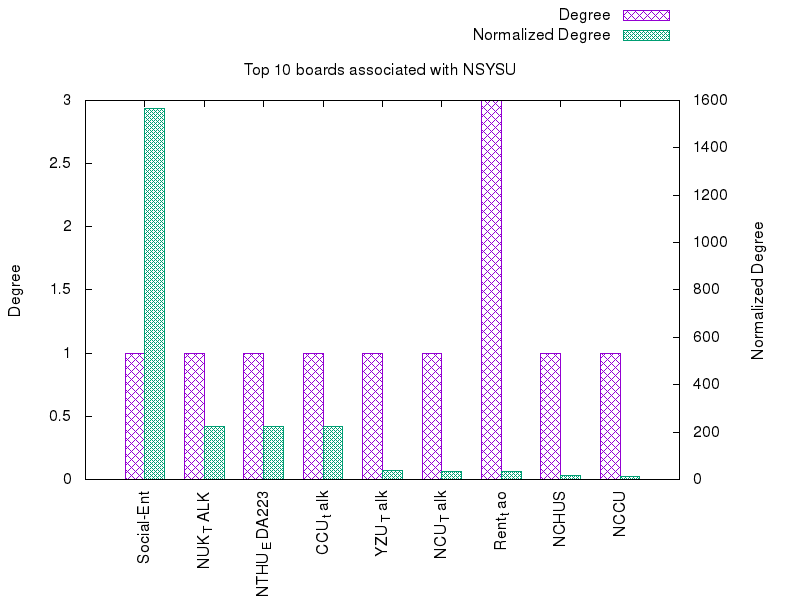 Degree
Normalized Degree
Top 10 boards associated with NSYSU
3
2.5
2
1.5
1
0.5
0
1600
1400
1200
1000
800
600
400
200
0
Degree
Normalized Degree
Social-Ent
NUK_T ALK
NTHU_E DA223
CCU_t alk
YZU_T alk
NCU_T alk
Rent_t ao
NCHUS
NCCU